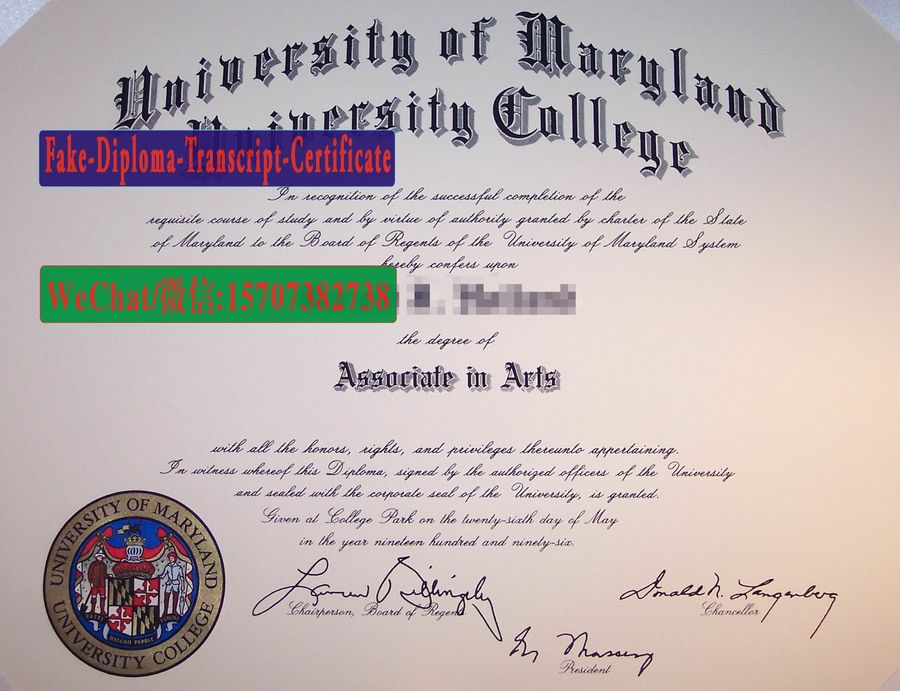 University of Maryland
University College
Fake-Diploma-Transcript-Certificate
In recognition of the successful completion of the
requisite course of study and by virtue of authority granted by charter of the State
of Maryland to the Board of Regents of the University of Maryland System
hereby confers upon
WeChat/微信:15707382738
the degree of
Associate in Arts
with all the honors, rights, and privileges thereunto appertaining.
In witness whereof this Diploma, signed by the authorized officers of the University
and sealed with the corporate seal of the University, is granted.
Given at College Park on the twenty-sixth day of May
in the year nineteen hundred and ninety-six.
UNIVERSITY OF MARYLAND
UNIVERSITY COLLEGE
Chairperson, Board of Regents
Donald N. Langenberg
Chancellor
President